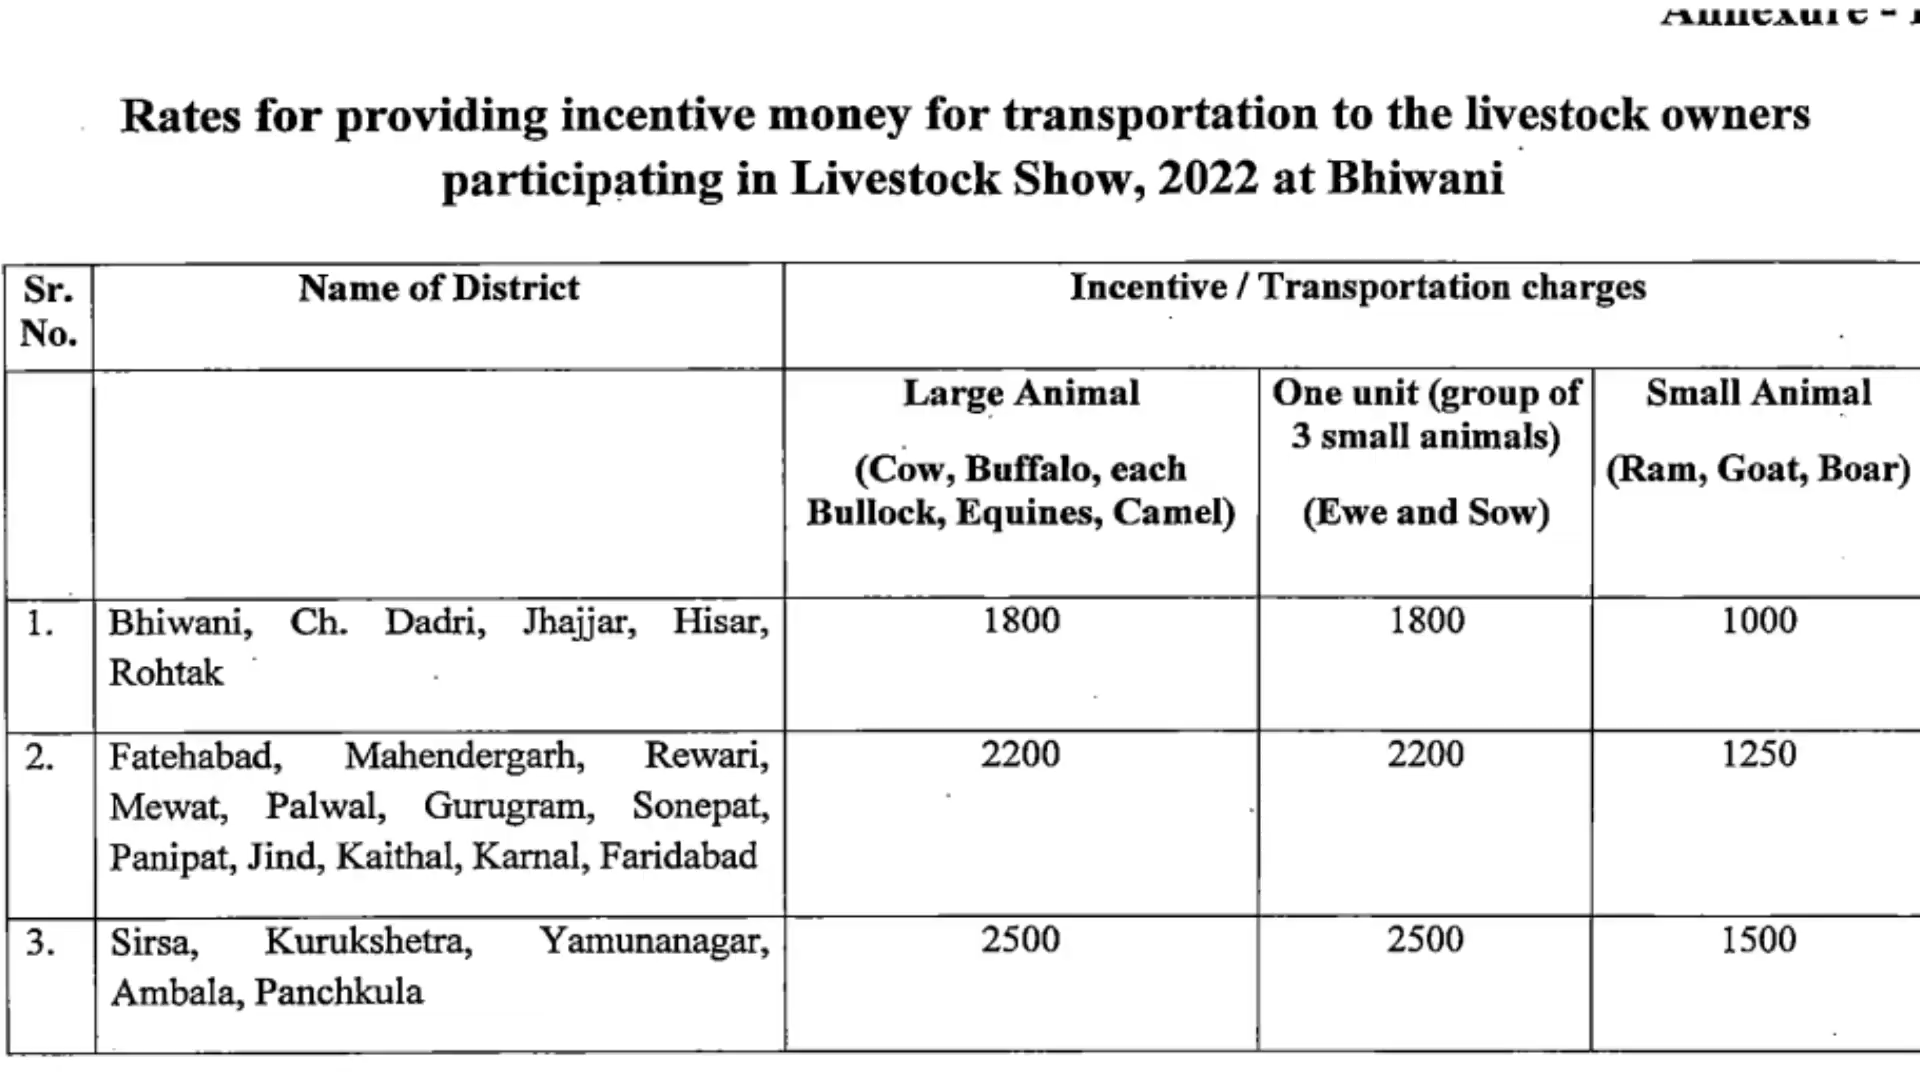 Annexure -
Rates for providing incentive money for transportation to the livestock owners
participating in Livestock Show, 2022 at Bhiwani
Sr. No.
Name of District
Incentive / Transportation charges
Large Animal
(Cow, Buffalo, each
Bullock, Equines, Camel)
One unit (group of
3 small animals)
(Ewe and Sow)
Small Animal
(Ram, Goat, Boar)
1.
Bhiwani, Ch. Dadri, Jhajjar, Hisar,
Rohtak
1800
1800
1000
2.
Fatehabad, Mahendergarh, Rewari,
Mewat, Palwal, Gurugram, Sonepat,
Panipat, Jind, Kaithal, Karnal, Faridabad
2200
2200
1250
3.
Sirsa, Kurukshetra, Yamunanagar,
Ambala, Panchkula
2500
2500
1500